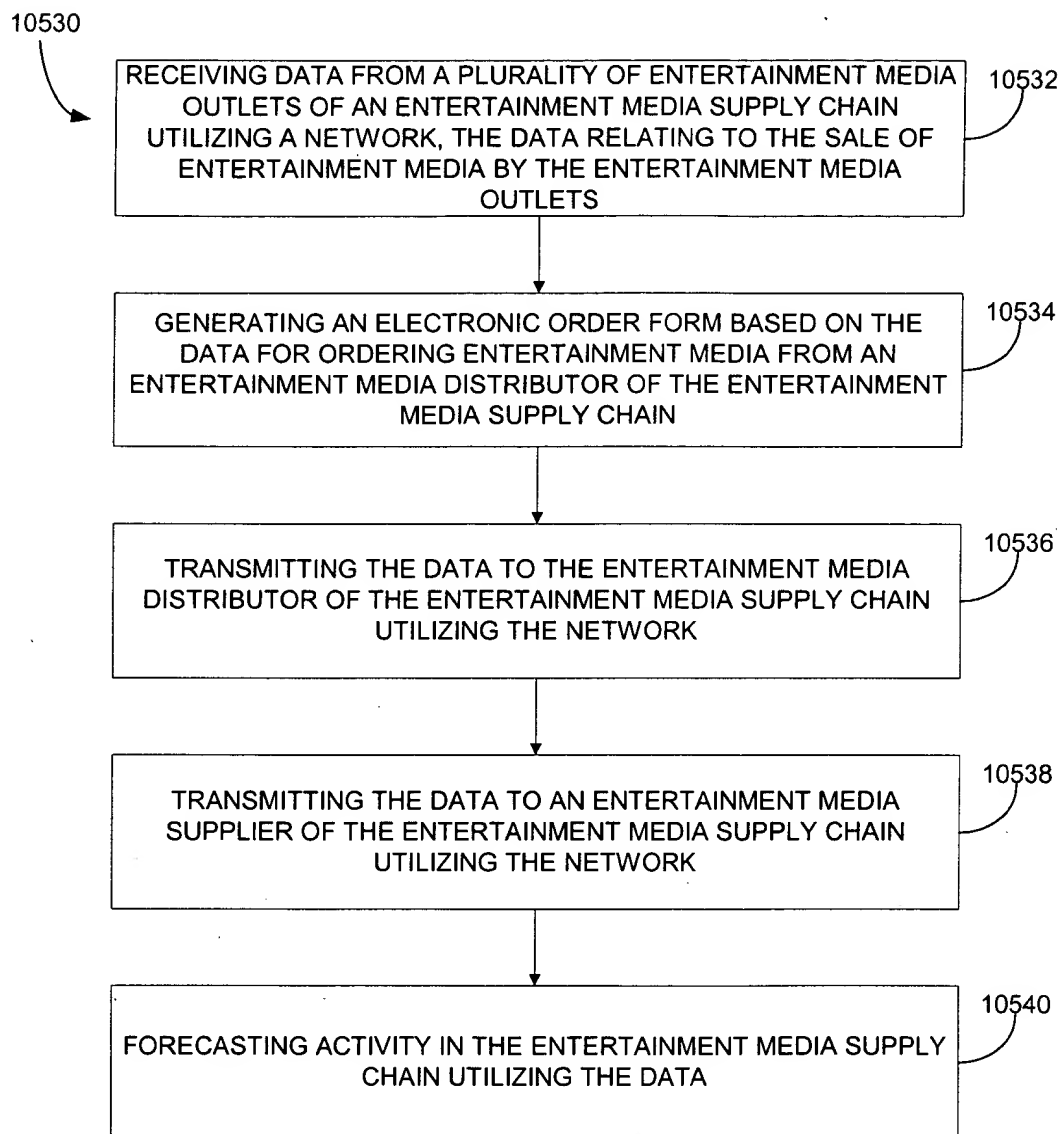 10530
RECEIVING DATA FROM A PLURALITY OF ENTERTAINMENT MEDIA
OUTLETS OF AN ENTERTAINMENT MEDIA SUPPLY CHAIN
UTILIZING A NETWORK, THE DATA RELATING TO THE SALE OF
ENTERTAINMENT MEDIA BY THE ENTERTAINMENT MEDIA
OUTLETS
10532
GENERATING AN ELECTRONIC ORDER FORM BASED ON THE
DATA FOR ORDERING ENTERTAINMENT MEDIA FROM AN
ENTERTAINMENT MEDIA DISTRIBUTOR OF THE ENTERTAINMENT
MEDIA SUPPLY CHAIN
10534
TRANSMITTING THE DATA TO THE ENTERTAINMENT MEDIA
DISTRIBUTOR OF THE ENTERTAINMENT MEDIA SUPPLY CHAIN
UTILIZING THE NETWORK
10536
TRANSMITTING THE DATA TO AN ENTERTAINMENT MEDIA
SUPPLIER OF THE ENTERTAINMENT MEDIA SUPPLY CHAIN
UTILIZING THE NETWORK
10538
FORECASTING ACTIVITY IN THE ENTERTAINMENT MEDIA SUPPLY
CHAIN UTILIZING THE DATA
10540